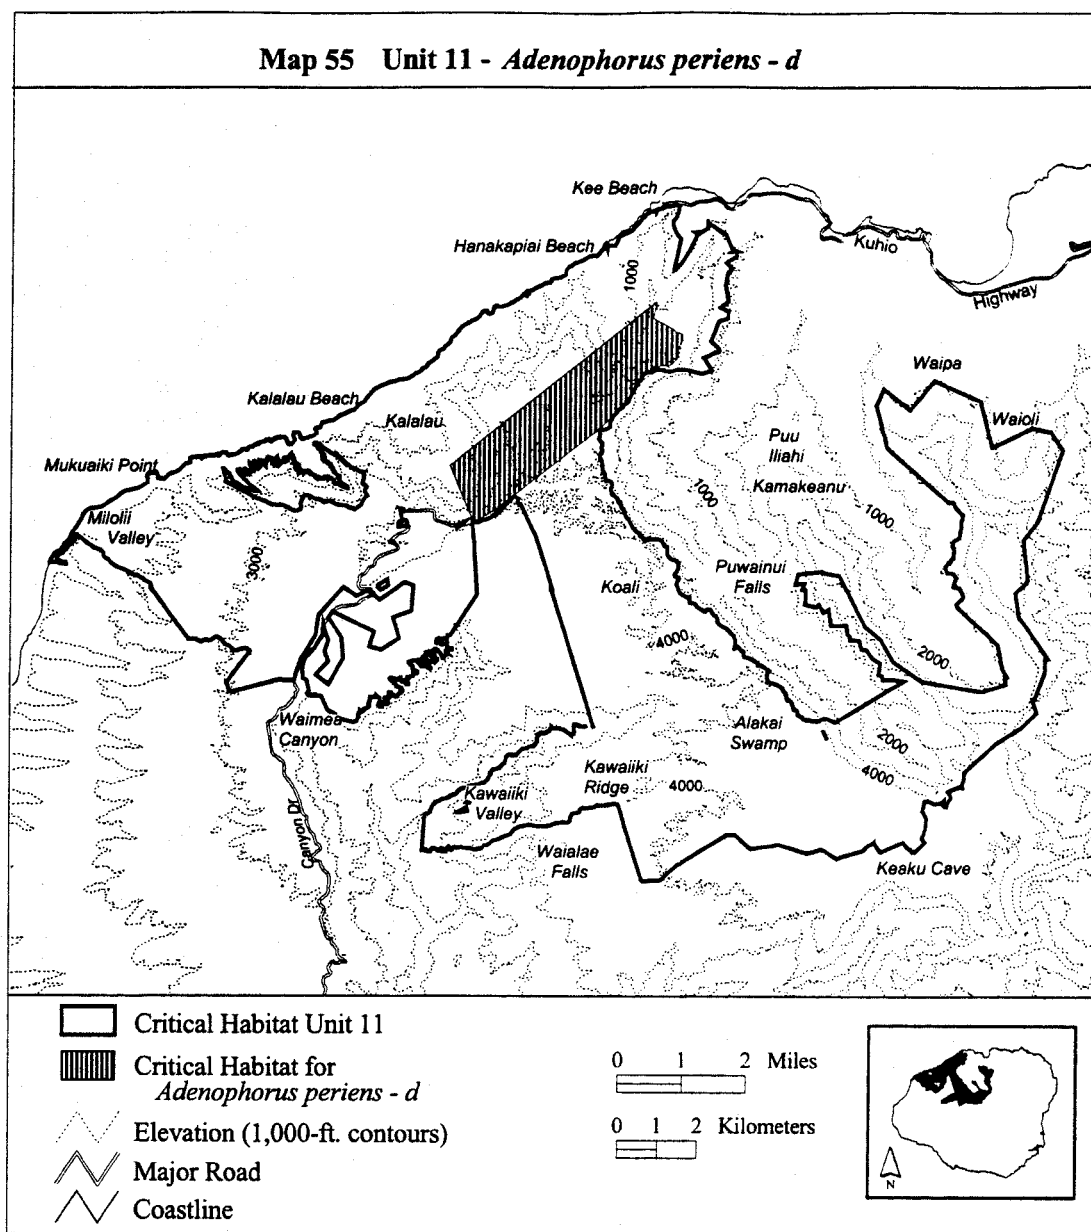 Map 55 Unit 11 - Adenophorus periens - d
Kee Beach
Hanakapiai Beach
Kuhio
Highway
1000
Waipa
Kalalau Beach
Kalalau
Waioli
Puu
Iliahi
Kamakeanu
Mukuaiki Point
1000
1000
Milolii
Valley
3000
Koali
Puwainui
Falls
4000
2000
Waimea
Canyon
Alakai
Swamp
2000
4000
Kawaiiki
Ridge
4000
Kawaiiki
Valley
Canyon Dr
Waialae
Falls
Keaku Cave
Critical Habitat Unit 11
Critical Habitat for
Adenophorus periens - d
Elevation (1,000-ft. contours)
Major Road
Coastline
0 1 2 Miles
0 1 2 Kilometers
N